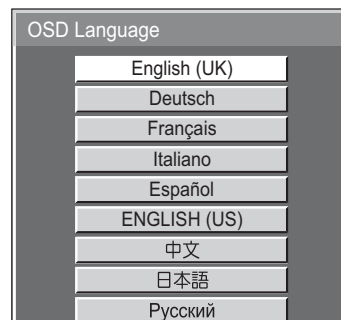 OSD Language
English (UK)
Deutsch
Français
Italiano
Español
ENGLISH (US)
中文
日本語
Русский